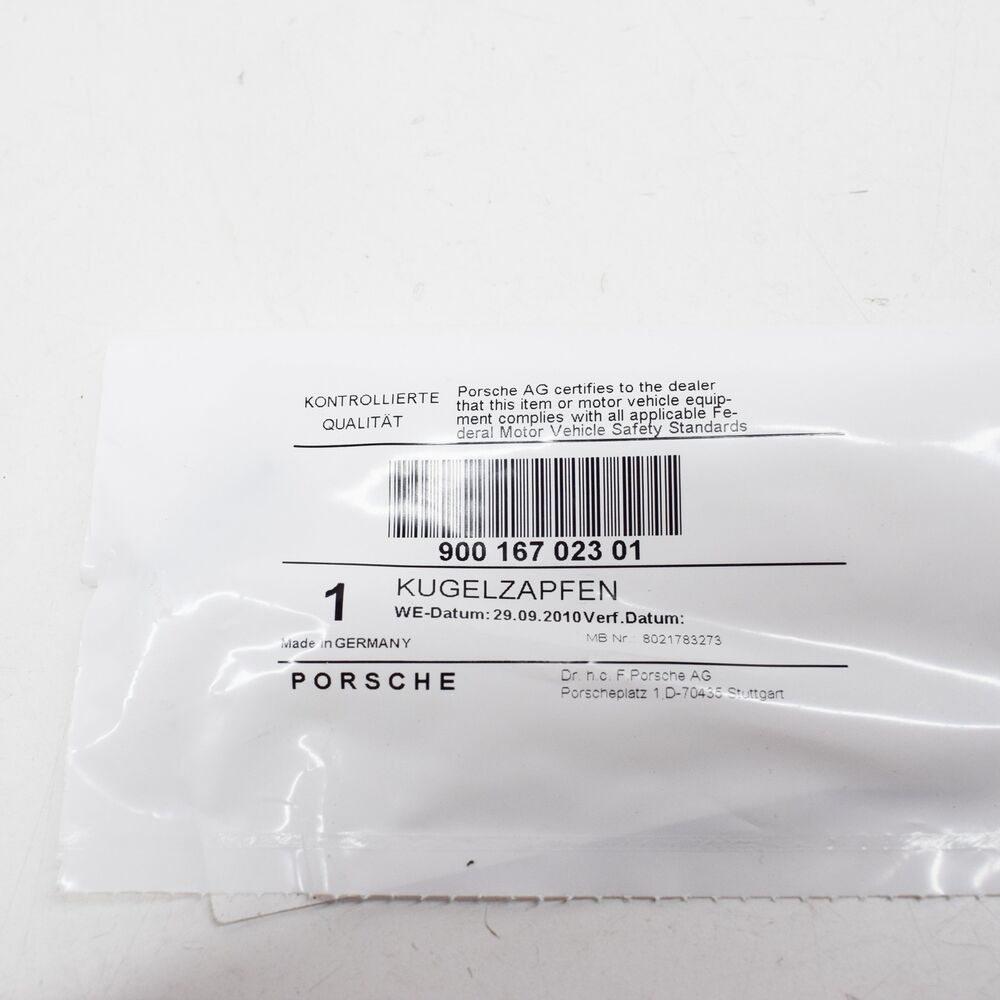 KONTROLLIERTE
QUALITÄT
Porsche AG certifies to the dealer
that this item or motor vehicle equip-
ment complies with all applicable Fe-
deral Motor Vehicle Safety Standards
900 167 023 01
1
KUGELZAPFEN
WE-Datum: 29.09.2010 Verf.Datum:
Made in GERMANY
MB Nr.: 8021783273
PORSCHE
Dr. h.c. F.Porsche AG
Porscheplatz 1,D-70435 Stuttgart